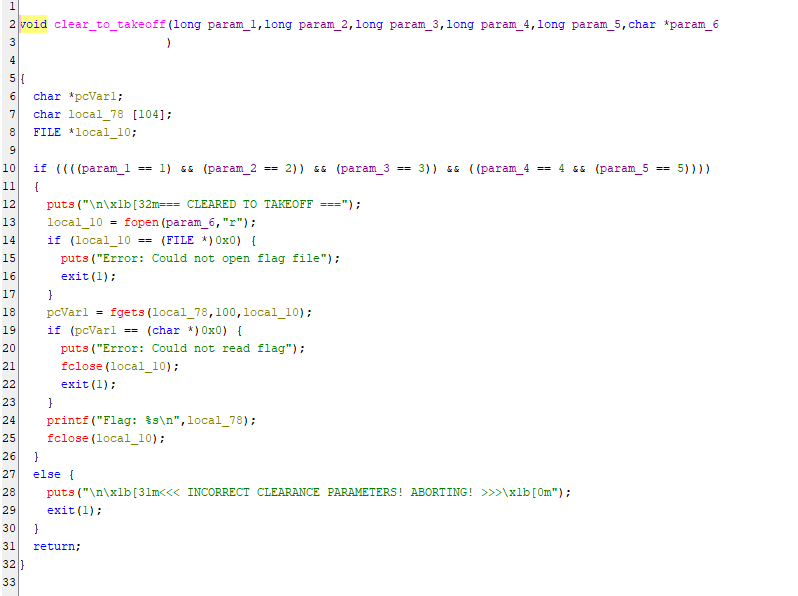 1
2 void clear_to_takeoff(long param_1,long param_2,long param_3,long param_4,long param_5,char *param_6
3                      )
4
5 {
6   char *pcVar1;
7   char local_78 [104];
8   FILE *local_10;
9
10   if ((((param_1 == 1) && (param_2 == 2)) && (param_3 == 3)) && ((param_4 == 4 && (param_5 == 5))))
11   {
12     puts("\n\x1b[32m=== CLEARED TO TAKEOFF ===");
13     local_10 = fopen(param_6,"r");
14     if (local_10 == (FILE *)0x0) {
15       puts("Error: Could not open flag file");
16       exit(1);
17     }
18     pcVar1 = fgets(local_78,100,local_10);
19     if (pcVar1 == (char *)0x0) {
20       puts("Error: Could not read flag");
21       fclose(local_10);
22       exit(1);
23     }
24     printf("Flag: %s\n",local_78);
25     fclose(local_10);
26   }
27   else {
28     puts("\n\x1b[31m<<< INCORRECT CLEARANCE PARAMETERS! ABORTING! >>>\x1b[0m");
29     exit(1);
30   }
31   return;
32 }
33